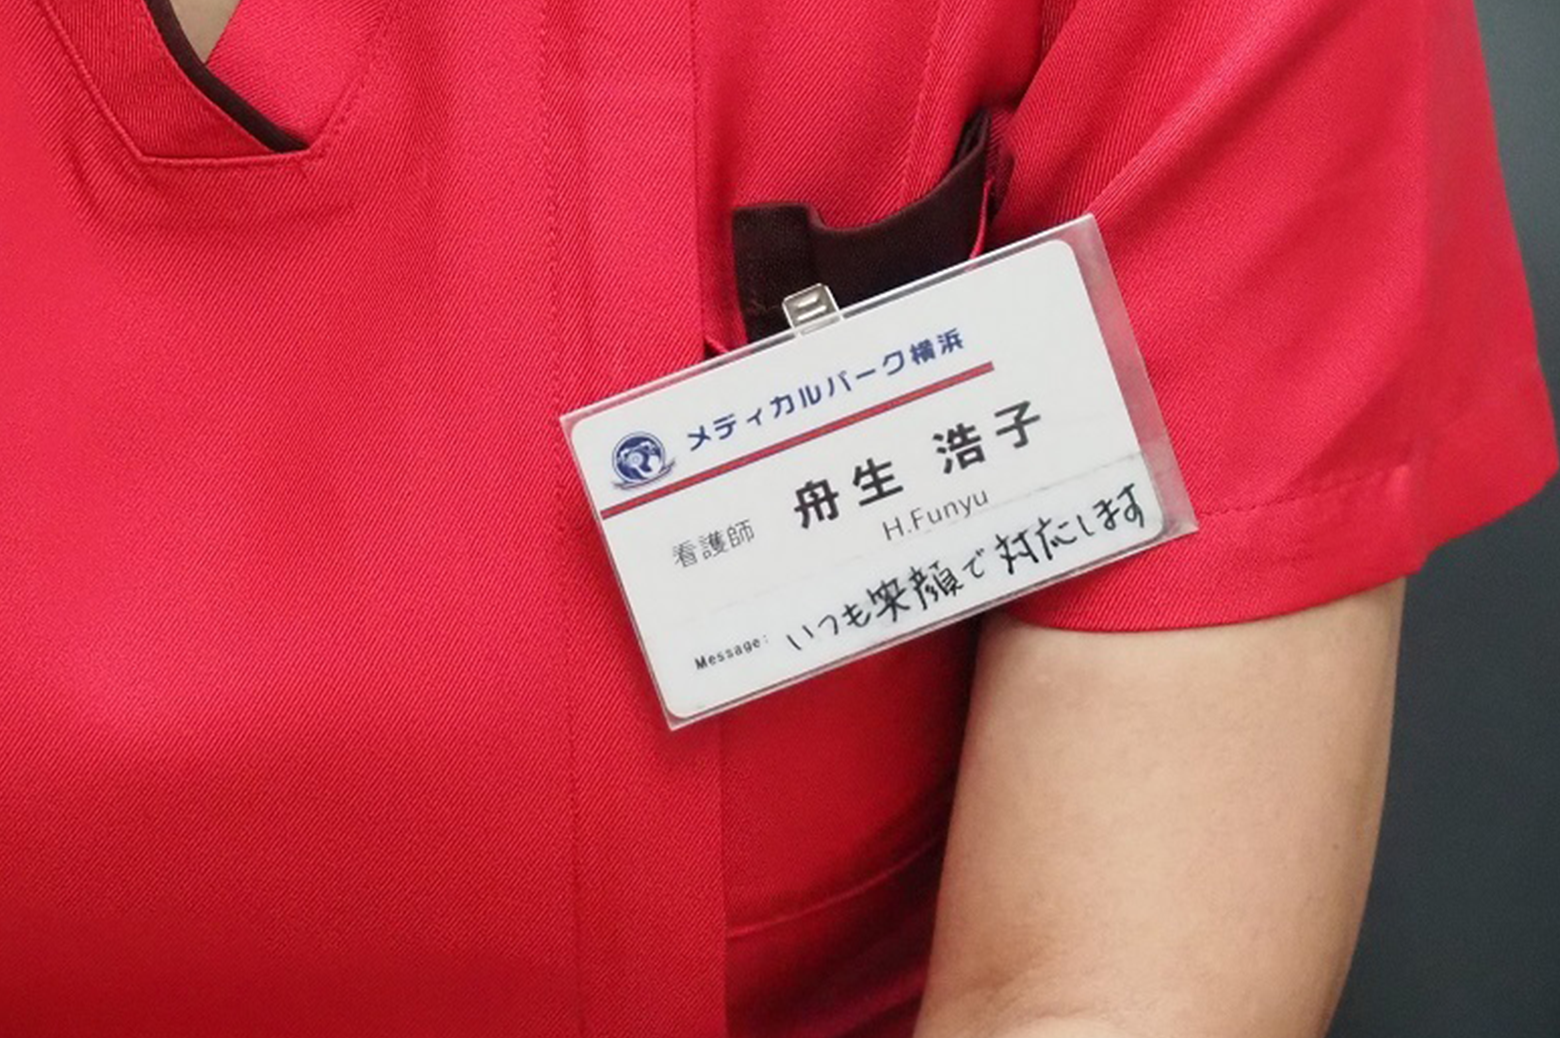 メディカルパーク横浜
看護師 舟生 浩子
H.Funyu
Message: いつも笑顔で対応します